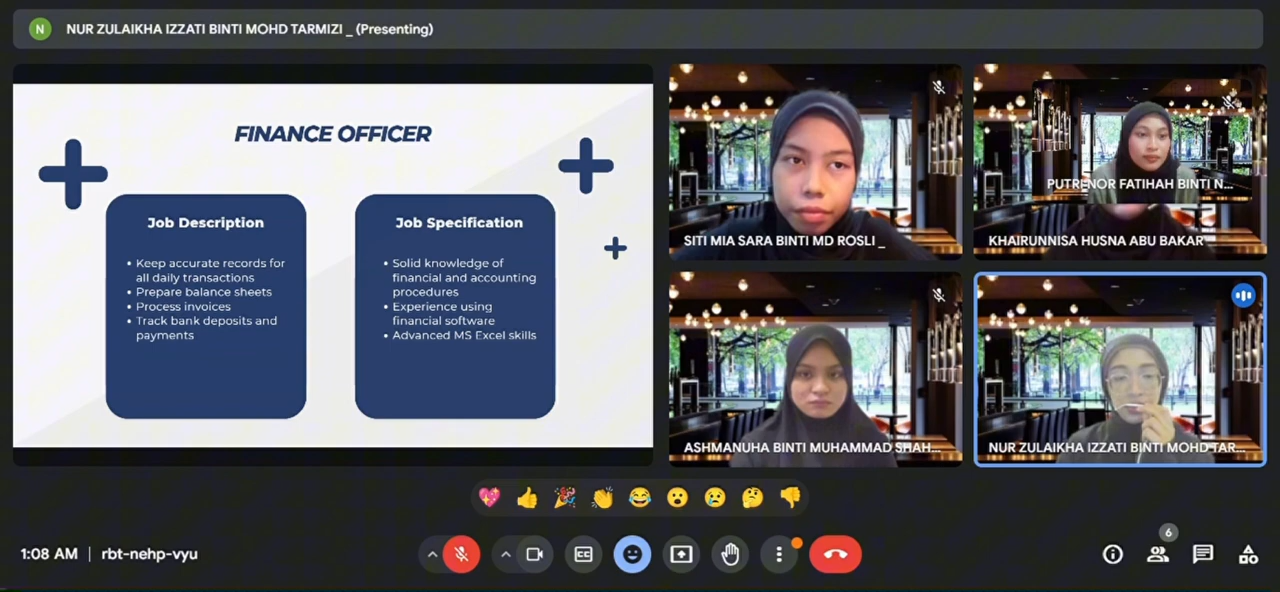 N
NUR ZULAIKHA IZZATI BINTI MOHD TARMIZI _ (Presenting)
FINANCE OFFICER
Job Description
• Keep accurate records for
all daily transactions
• Prepare balance sheets
• Process invoices
• Track bank deposits and
payments
Job Specification
• Solid knowledge of
financial and accounting
procedures
• Experience using
financial software
• Advanced MS Excel skills
SITI MIA SARA BINTI MD ROSLI _
PUTRI NOR FATIHAH BINTI N...
KHAIRUNNISA HUSNA ABU BAKAR
ASHMANUHA BINTI MUHAMMAD SHAH...
NUR ZULAIKHA IZZATI BINTI MOHD TAR...
1:08 AM | rbt-nehp-vyu
CC
6